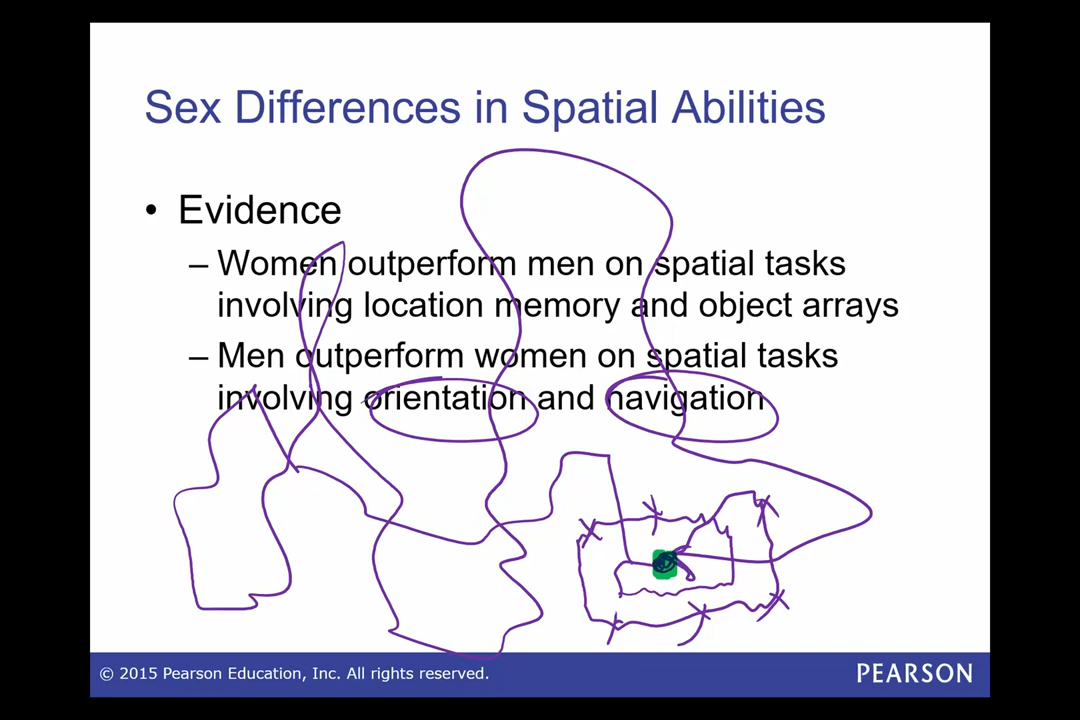 Sex Differences in Spatial Abilities
• Evidence
– Women outperform men on spatial tasks
involving location memory and object arrays
– Men outperform women on spatial tasks
involving orientation and navigation
© 2015 Pearson Education, Inc. All rights reserved.
PEARSON